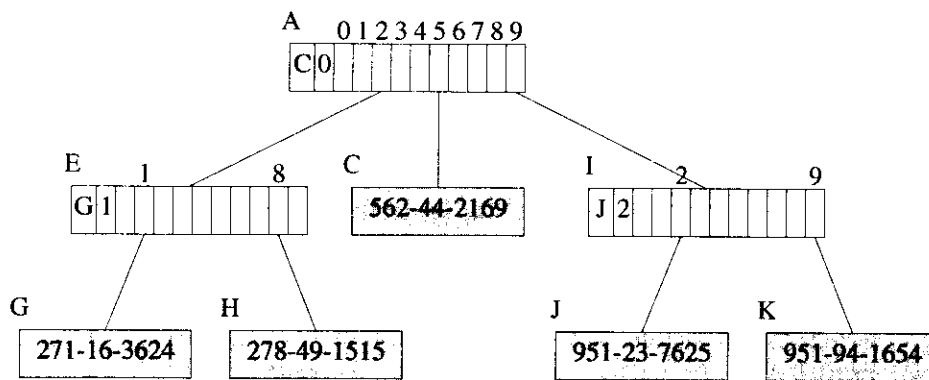 A 0 1 2 3 4 5 6 7 8 9
C 0
E 1 8 C I 2 9
G 1 562-44-2169 J 2
G H J K
271-16-3624 278-49-1515 951-23-7625 951-94-1654